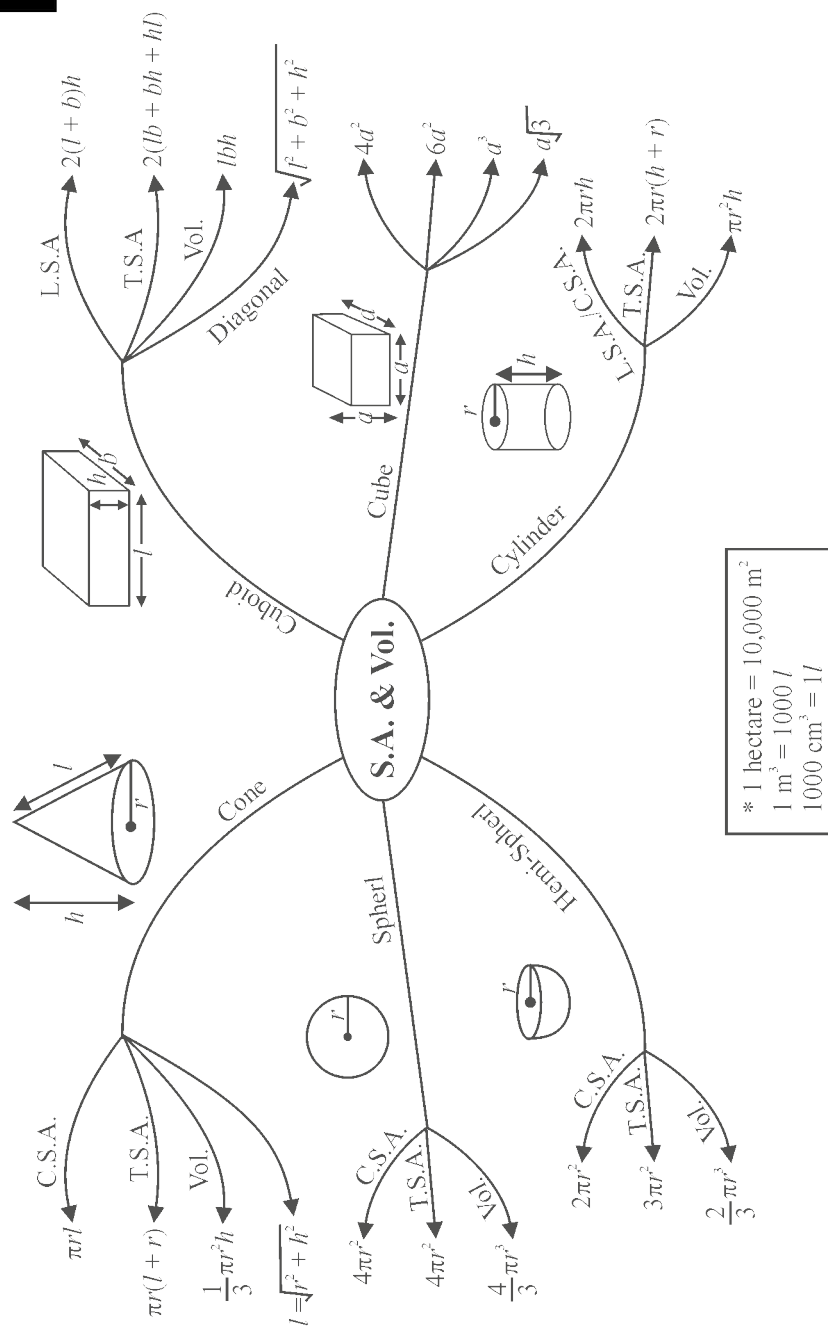 S.A. & Vol.
Cone
h
l
r
C.S.A.
πrl
T.S.A.
πr(l + r)
Vol.
1/3 πr²h
l = √r² + h²
Spherl
r
C.S.A.
4πr²
T.S.A.
4πr²
Vol.
4/3 πr³
Hemi-Spherl
r
C.S.A.
2πr²
T.S.A.
3πr²
Vol.
2/3 πr³
Cuboid
l
h
b
L.S.A
2(l + b)h
T.S.A
2(lb + bh + hl)
Vol.
lbh
Diagonal
√l² + b² + h²
Cube
a
a
a
4a²
6a²
a³
a√3
Cylinder
r
h
L.S.A./C.S.A.
2πrh
T.S.A.
2πr(h + r)
Vol.
πr²h
* 1 hectare = 10,000 m²
1 m³ = 1000 l
1000 cm³ = 1l